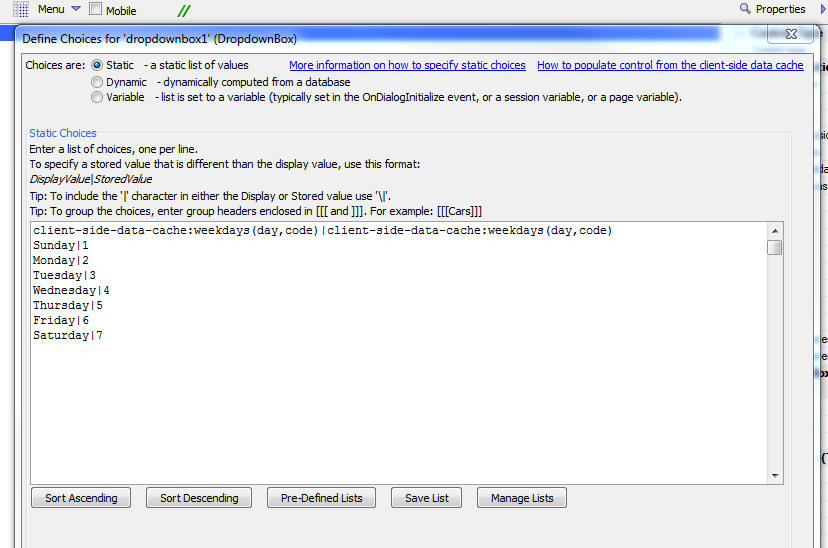 Menu Mobile Properties
Define Choices for 'dropdownbox1' (DropdownBox)
Choices are: Static - a static list of values More information on how to specify static choices How to populate control from the client-side data cache
Dynamic - dynamically computed from a database
Variable - list is set to a variable (typically set in the OnDialogInitialize event, or a session variable, or a page variable).
Static Choices
Enter a list of choices, one per line.
To specify a stored value that is different than the display value, use this format:
DisplayValue|StoredValue
Tip: To include the '|' character in either the Display or Stored value use '\|'.
Tip: To group the choices, enter group headers enclosed in [[[ and ]]]. For example: [[[Cars]]]
client-side-data-cache:weekdays(day,code)|client-side-data-cache:weekdays(day,code)
Sunday|1
Monday|2
Tuesday|3
Wednesday|4
Thursday|5
Friday|6
Saturday|7
Sort Ascending Sort Descending Pre-Defined Lists Save List Manage Lists